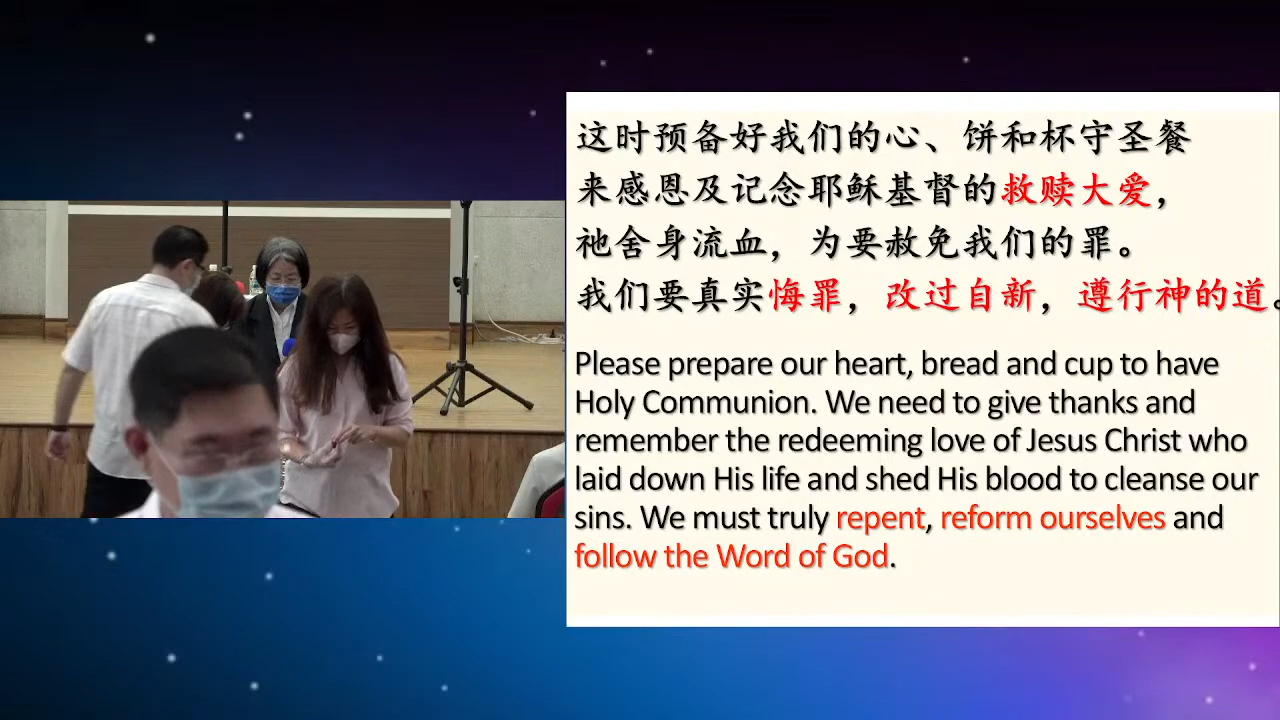 这时预备好我们的心、饼和杯守圣餐
来感恩及记念耶稣基督的救赎大爱，
祂舍身流血，为要赦免我们的罪。
我们要真实悔罪，改过自新，遵行神的道。
Please prepare our heart, bread and cup to have
Holy Communion. We need to give thanks and
remember the redeeming love of Jesus Christ who
laid down His life and shed His blood to cleanse our
sins. We must truly repent, reform ourselves and
follow the Word of God.